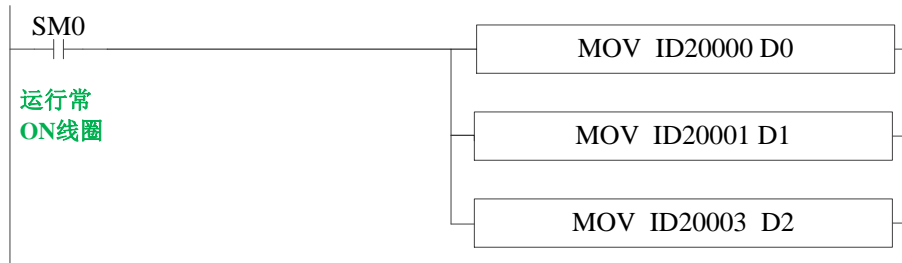 SM0
MOV ID20000 D0
运行常
ON线圈
MOV ID20001 D1
MOV ID20003 D2